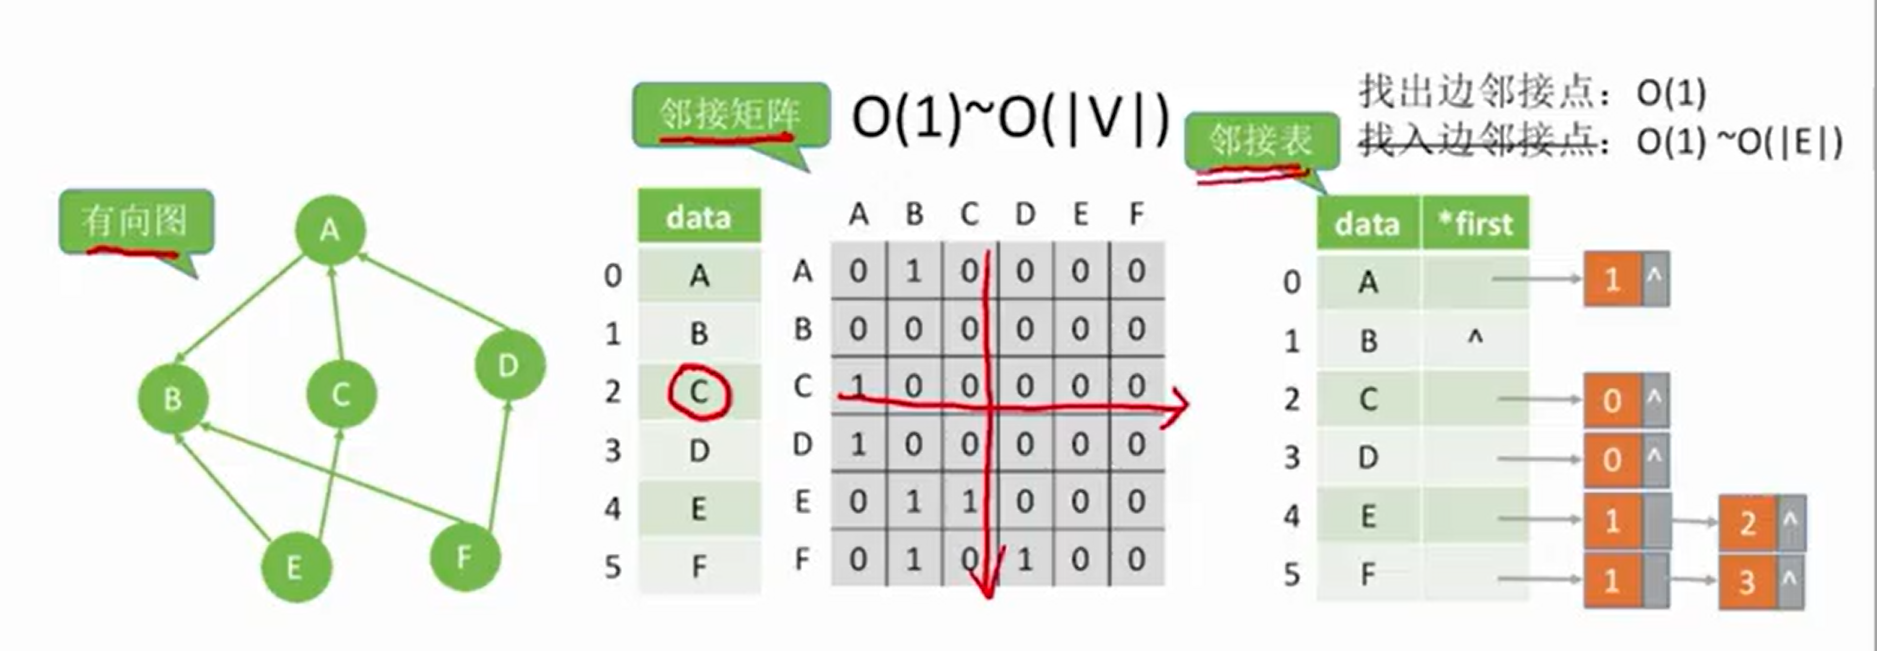 找出边邻接点：O(1)
邻接矩阵 O(1)~O(|V|)
邻接表 找入边邻接点：O(1) ~O(|E|)
有向图
A
B
C
D
E
F
data
0 A
1 B
2 C
3 D
4 E
5 F
A B C D E F
A 0 1 0 0 0 0
B 0 0 0 0 0 0
C 1 0 0 0 0 0
D 1 0 0 0 0 0
E 0 1 1 0 0 0
F 0 1 0 1 0 0
data *first
0 A 1 ^
1 B ^
2 C 0 ^
3 D 0 ^
4 E 1 2 ^
5 F 1 3 ^